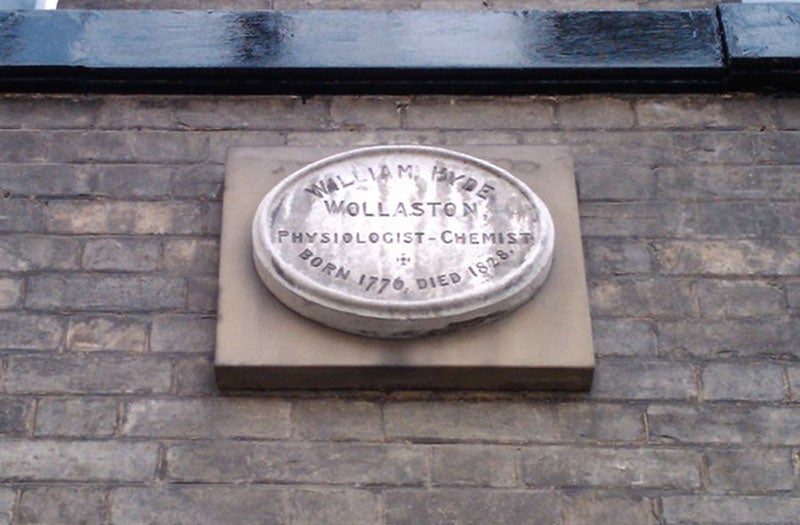 WILLIAM HYDE
WOLLASTON,
PHYSIOLOGIST-CHEMIST
BORN 1776, DIED 1828.